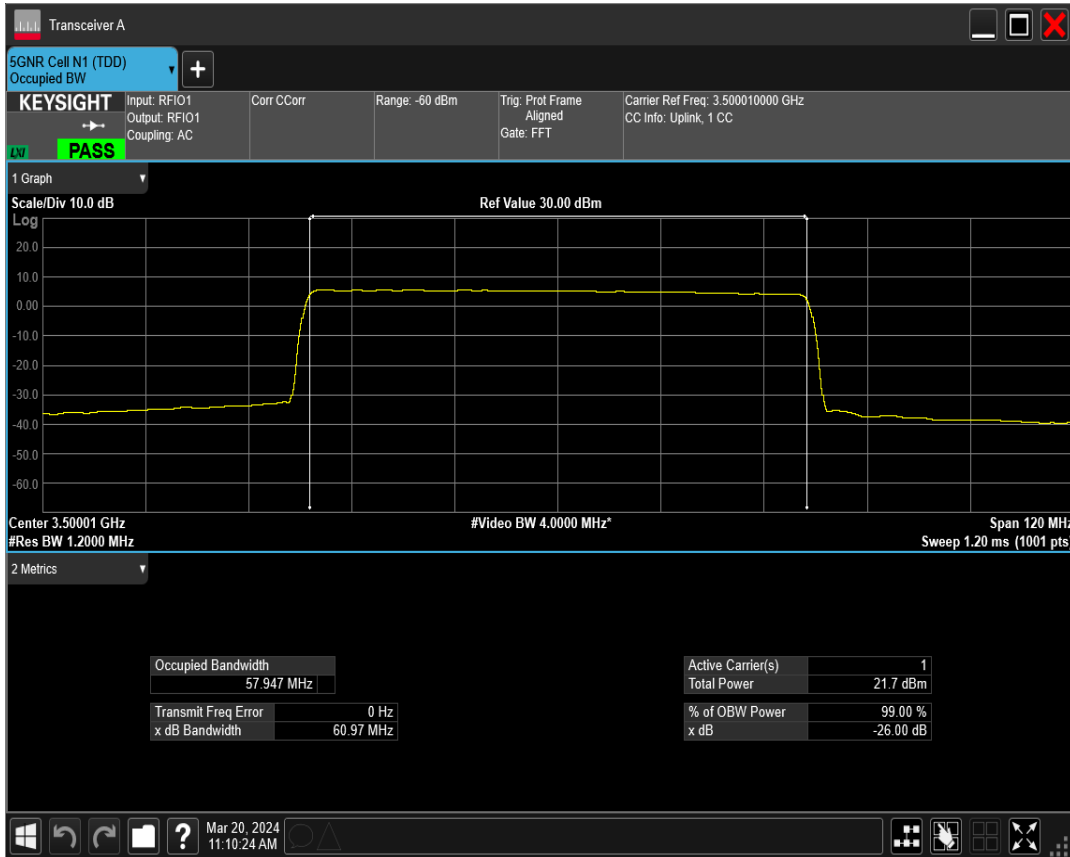 Transceiver A
5GNR Cell N1 (TDD)
Occupied BW
+
KEYSIGHT
LXI
PASS
Input: RFIO1
Output: RFIO1
Coupling: AC
Corr CCorr
Range: -60 dBm
Trig: Prot Frame
Aligned
Gate: FFT
Carrier Ref Freq: 3.500010000 GHz
CC Info: Uplink, 1 CC
1 Graph
Scale/Div 10.0 dB
Ref Value 30.00 dBm
Log
20.0
10.0
0.00
-10.0
-20.0
-30.0
-40.0
-50.0
-60.0
Center 3.50001 GHz
#Video BW 4.0000 MHz*
Span 120 MHz
#Res BW 1.2000 MHz
Sweep 1.20 ms (1001 pts)
2 Metrics
Occupied Bandwidth
57.947 MHz
Transmit Freq Error 0 Hz
x dB Bandwidth 60.97 MHz
Active Carrier(s) 1
Total Power 21.7 dBm
% of OBW Power 99.00 %
x dB -26.00 dB
?
Mar 20, 2024
11:10:24 AM